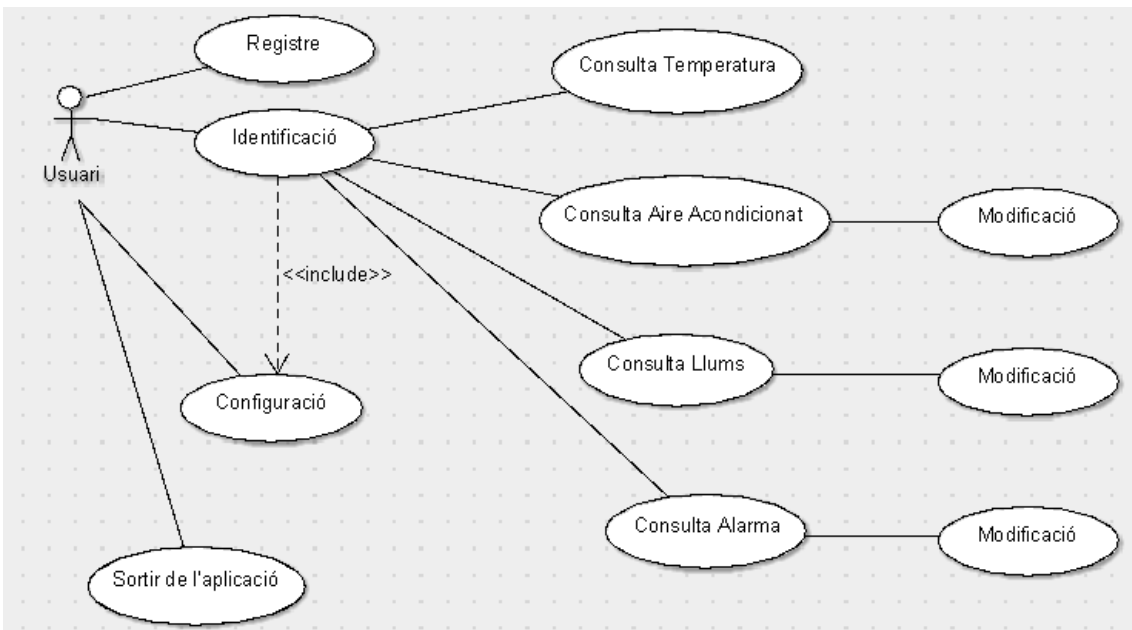 Registre
Consulta Temperatura
Identificació
Usuari
Consulta Aire Acondicionat
Modificació
<<include>>
Consulta Llums
Modificació
Configuració
Consulta Alarma
Modificació
Sortir de l'aplicació